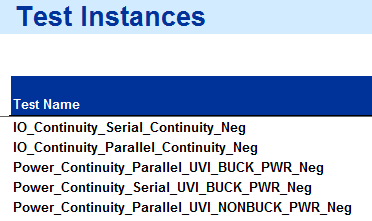 Test Instances
Test Name
IO_Continuity_Serial_Continuity_Neg
IO_Continuity_Parallel_Continuity_Neg
Power_Continuity_Parallel_UVI_BUCK_PWR_Neg
Power_Continuity_Serial_UVI_BUCK_PWR_Neg
Power_Continuity_Parallel_UVI_NONBUCK_PWR_Neg